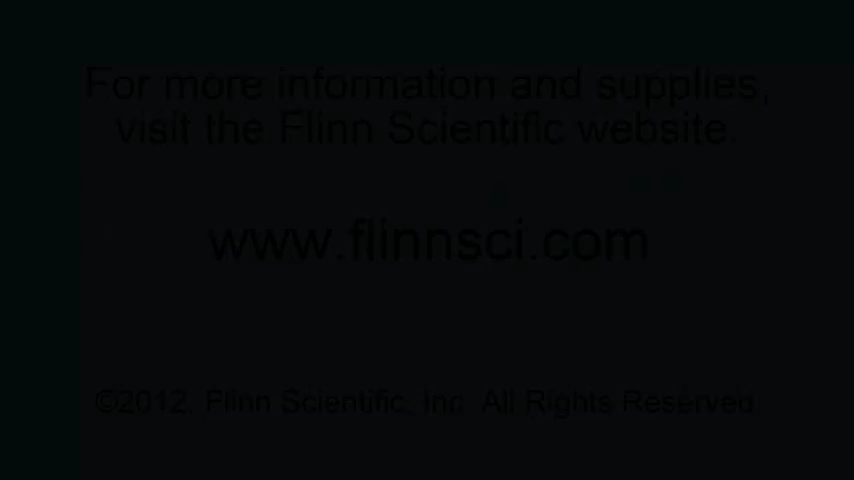 For more information and supplies,
visit the Flinn Scientific website.
www.flinnsci.com
©2012, Flinn Scientific, Inc. All Rights Reserved.